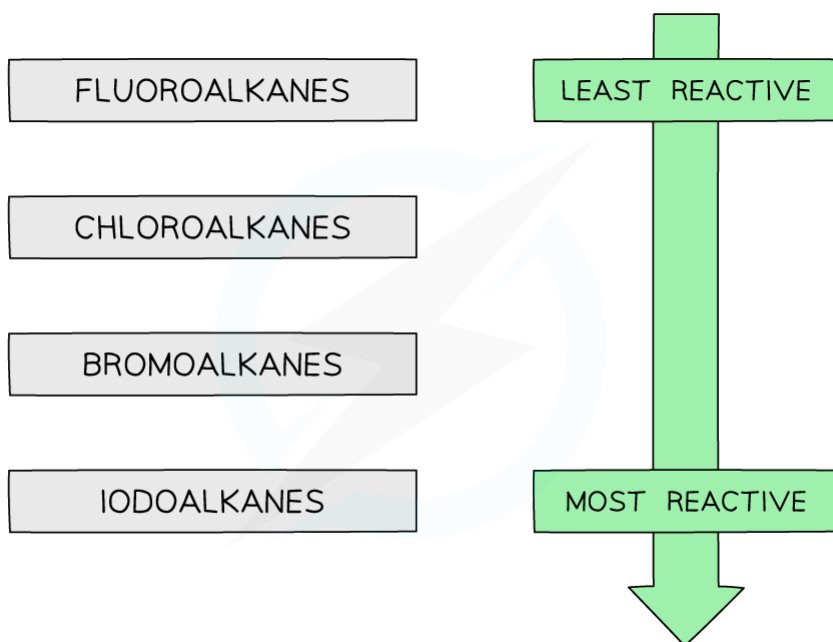 FLUOROALKANES
LEAST REACTIVE
CHLOROALKANES
BROMOALKANES
IODOALKANES
MOST REACTIVE